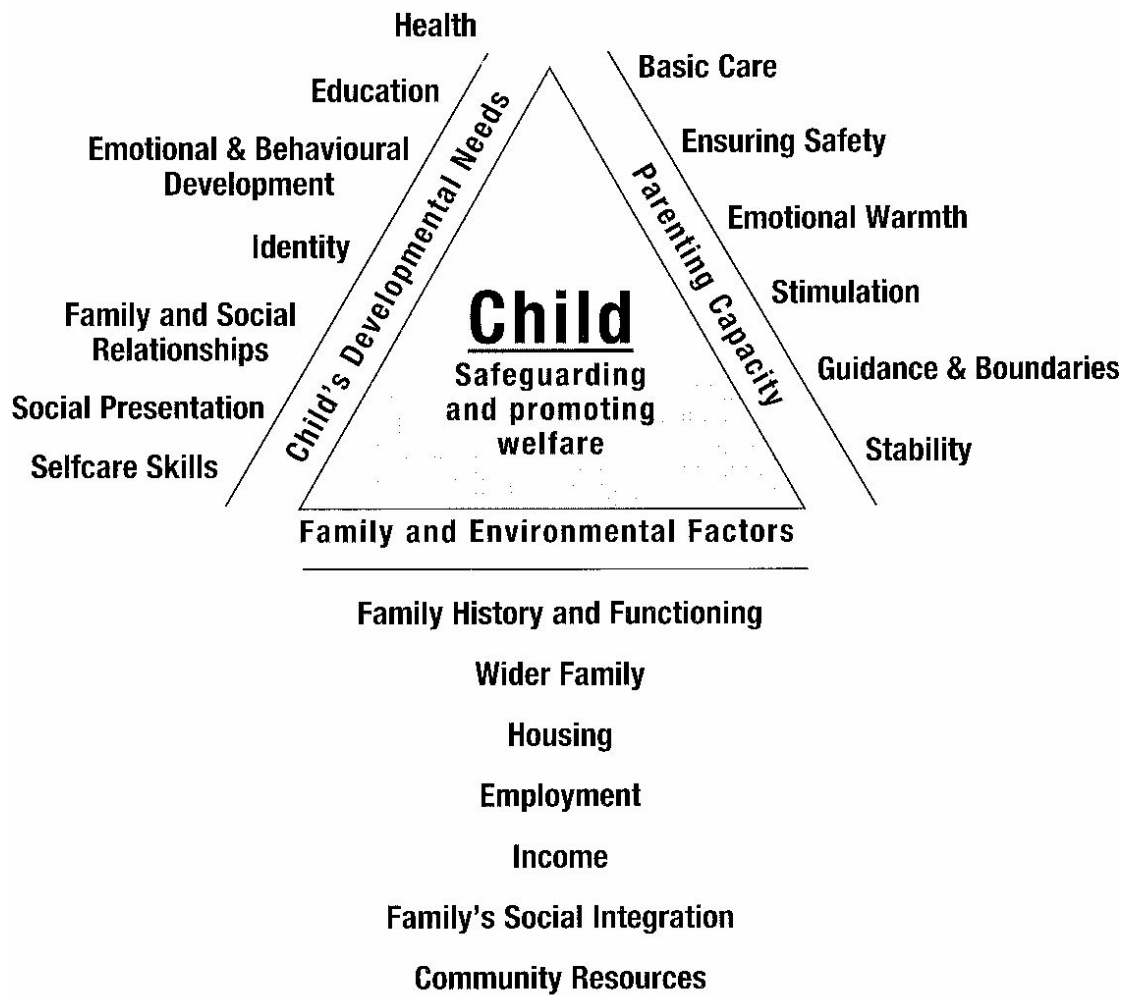 Health
Education
Emotional & Behavioural
Development
Identity
Family and Social
Relationships
Social Presentation
Selfcare Skills
Child's Developmental Needs
Basic Care
Ensuring Safety
Emotional Warmth
Stimulation
Guidance & Boundaries
Stability
Parenting Capacity
Child
Safeguarding
and promoting
welfare
Family and Environmental Factors
Family History and Functioning
Wider Family
Housing
Employment
Income
Family's Social Integration
Community Resources